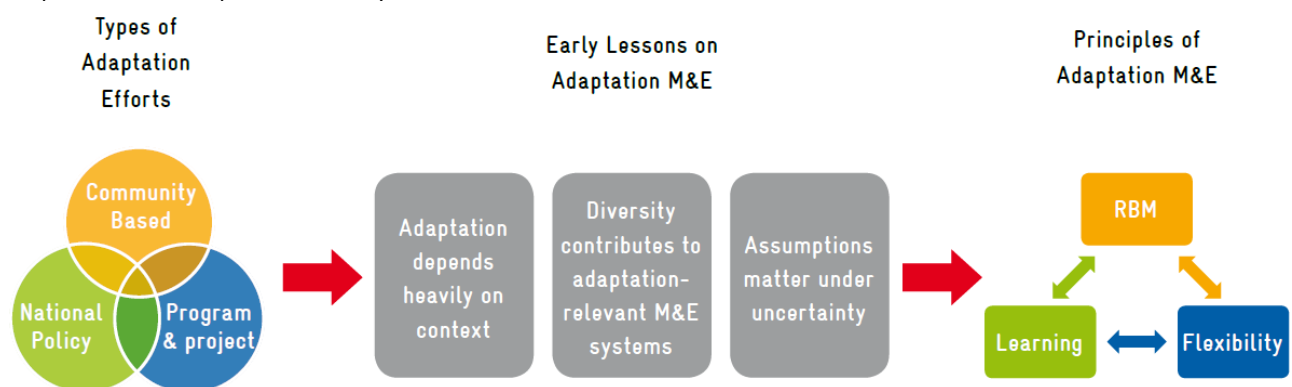 Types of
Adaptation
Efforts
Early Lessons on
Adaptation M&E
Principles of
Adaptation M&E
Community
Based
National
Policy
Program
& project
Adaptation
depends
heavily on
context
Diversity
contributes to
adaptation-
relevant M&E
systems
Assumptions
matter under
uncertainty
RBM
Learning
Flexibility